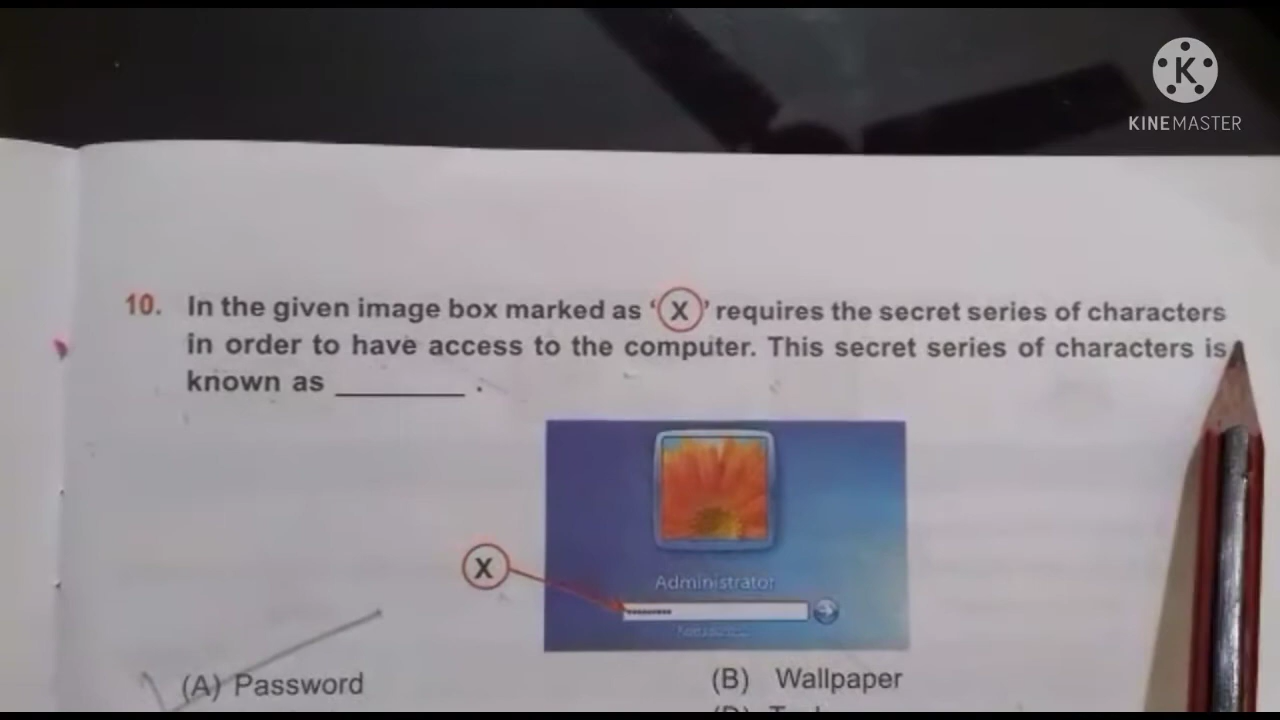 K
KINEMASTER
10. In the given image box marked as ‘(X)’ requires the secret series of characters
in order to have access to the computer. This secret series of characters is
known as ________ .
X
Administrator
(A) Password
(B) Wallpaper
(D)